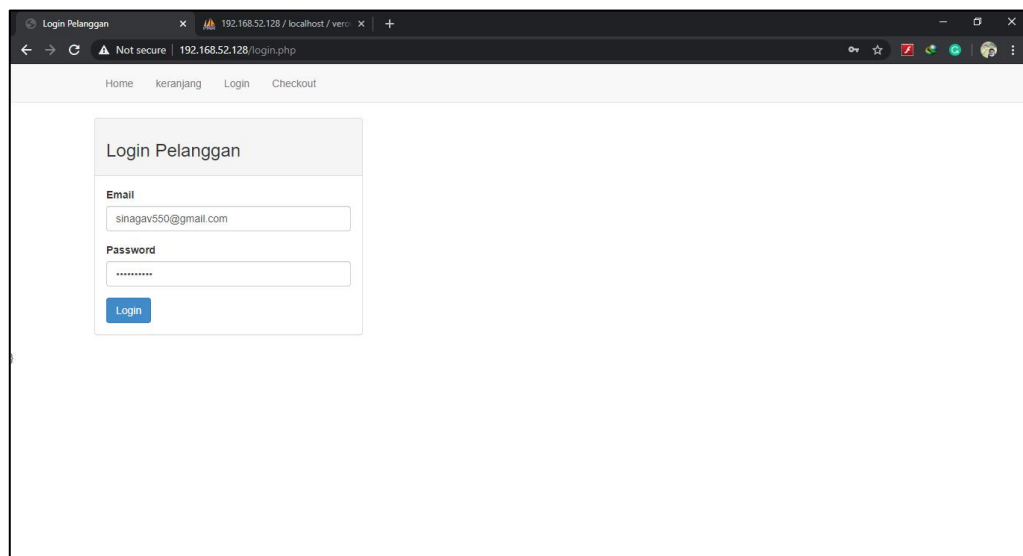 Login Pelanggan
192.168.52.128 / localhost / vero
Not secure | 192.168.52.128/login.php
Home keranjang Login Checkout
Login Pelanggan
Email
sinagav550@gmail.com
Password
••••••••••
Login